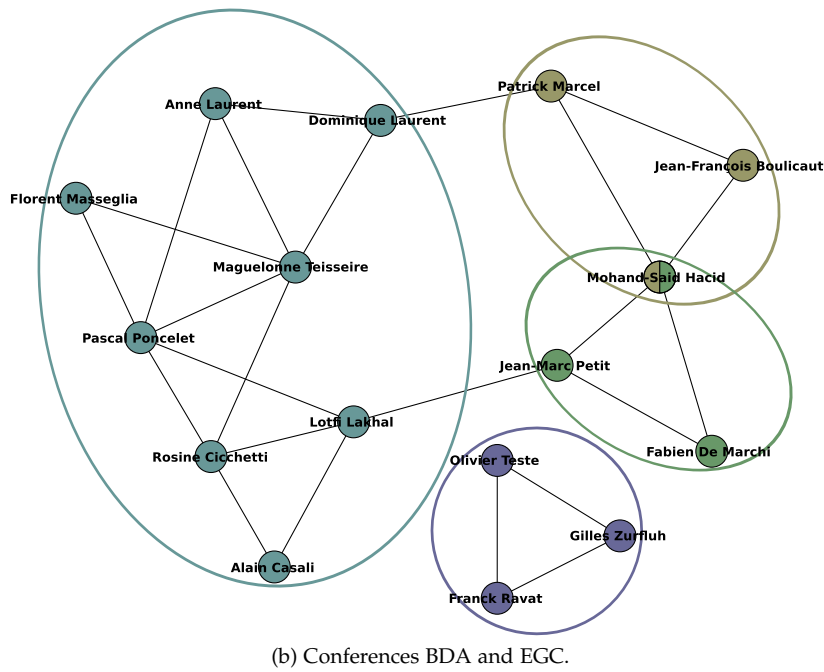 Patrick Marcel
Anne Laurent
Dominique Laurent
Jean-François Boulicaut
Florent Masseglia
Maguelonne Teisseire
Mohand-Saïd Hacid
Pascal Poncelet
Jean-Marc Petit
Lotfi Lakhal
Fabien De Marchi
Rosine Cicchetti
Olivier Teste
Gilles Zurfluh
Alain Casali
Franck Ravat
(b) Conferences BDA and EGC.